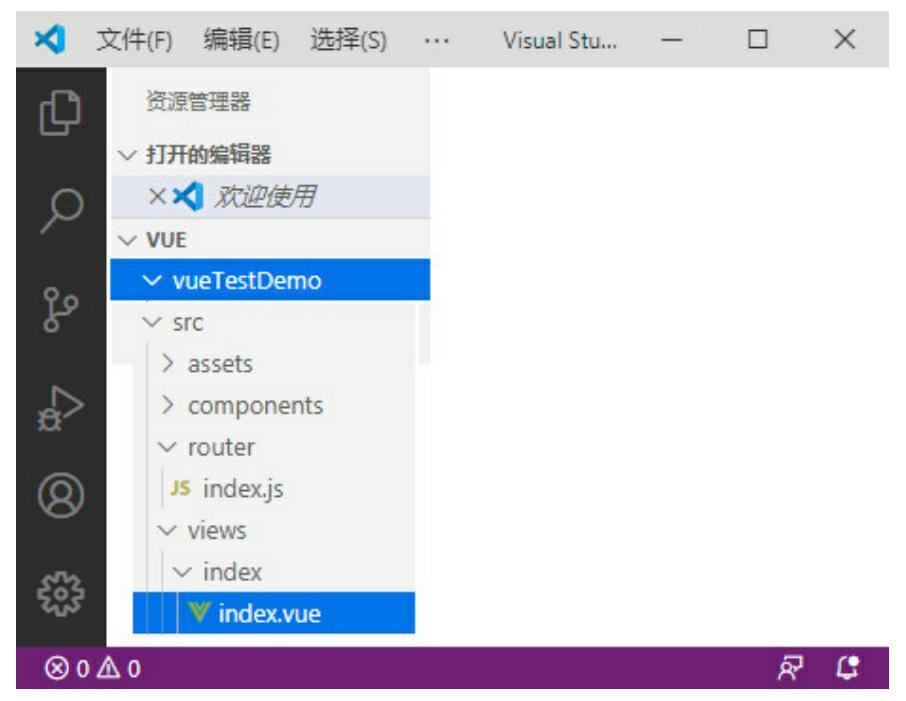 文件(F) 编辑(E) 选择(S) ··· Visual Stu...
资源管理器
打开的编辑器
欢迎使用
VUE
vueTestDemo
src
assets
components
router
JS index.js
views
index
index.vue
0 0